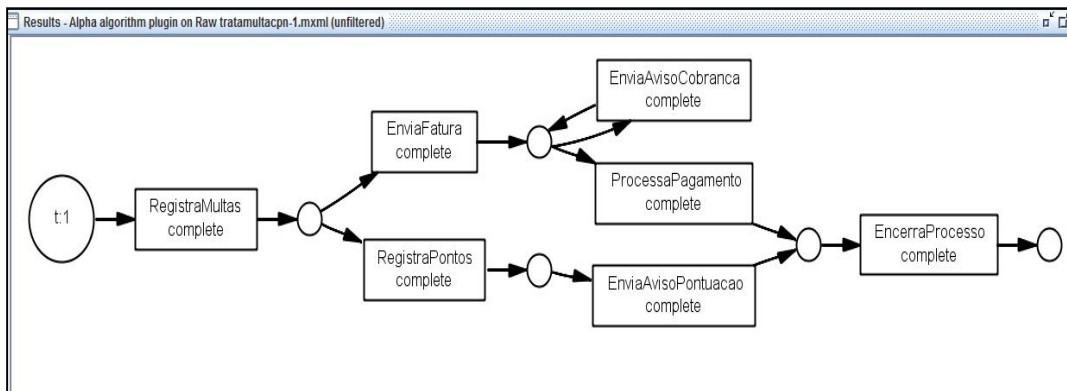 Results - Alpha algorithm plugin on Raw tratamultacpn-1.mxml (unfiltered)
EnviaAvisoCobranca
complete
EnviaFatura
complete
ProcessaPagamento
complete
t:1
RegistraMultas
complete
EncerraProcesso
complete
RegistraPontos
complete
EnviaAvisoPontuacao
complete